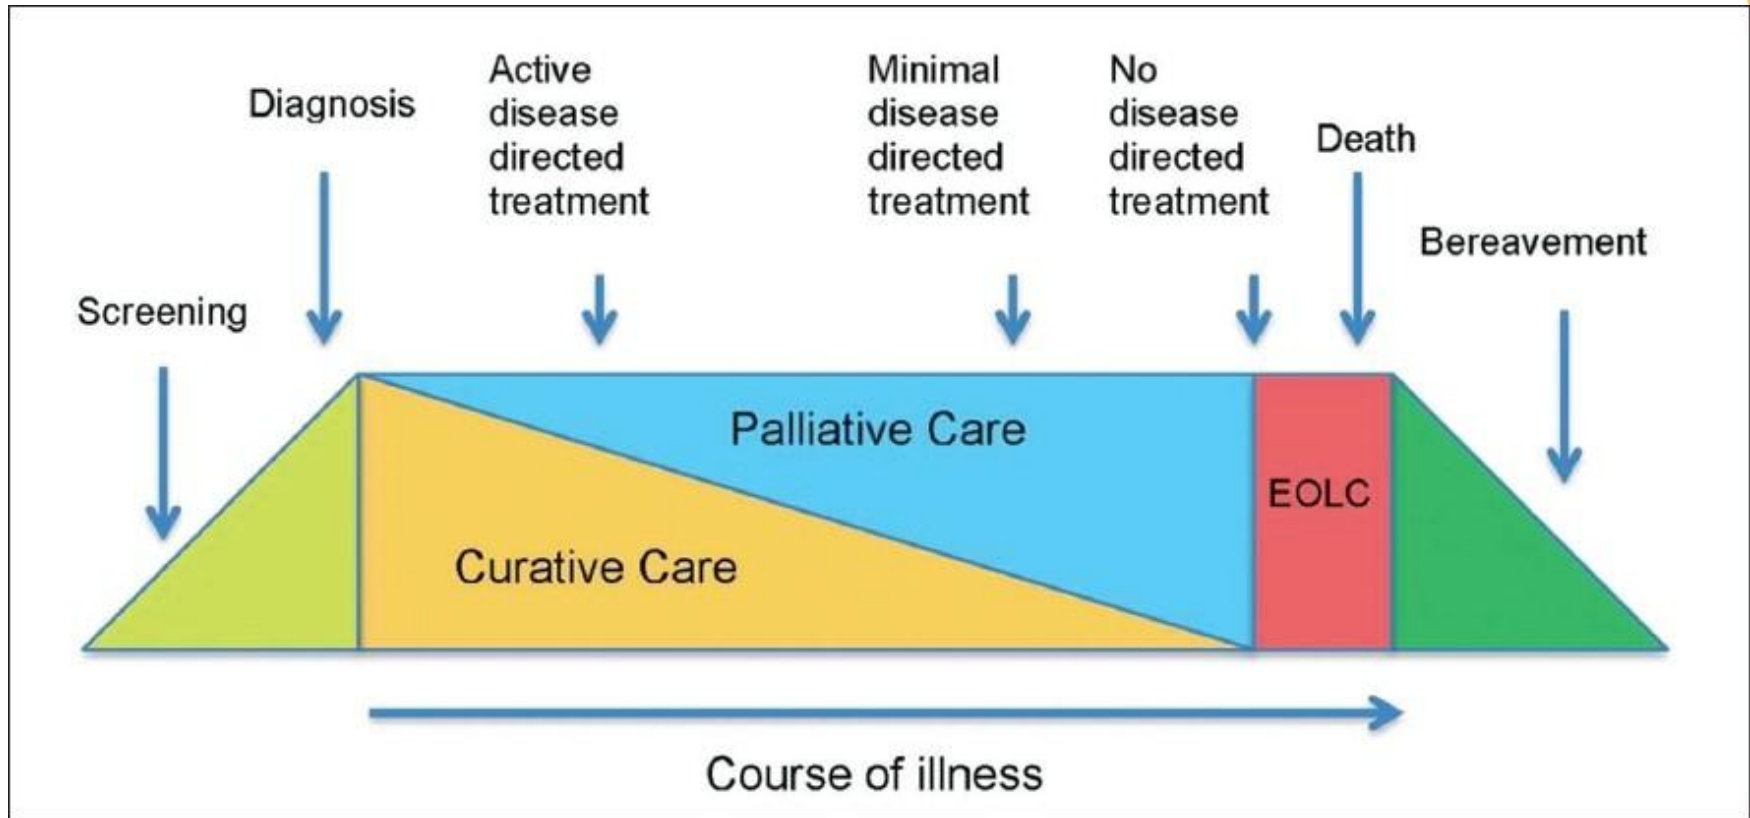 Screening
Diagnosis
Active
disease
directed
treatment
Minimal
disease
directed
treatment
No
disease
directed
treatment
Death
Bereavement
Palliative Care
Curative Care
EOLC
Course of illness